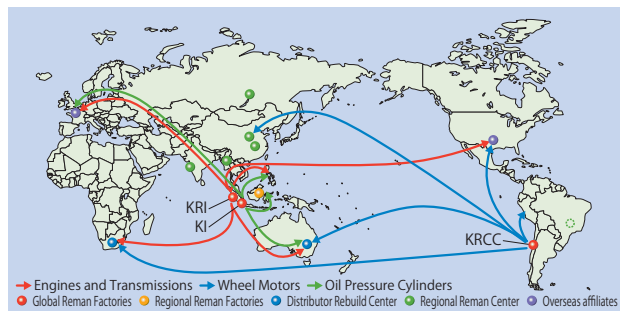 KRI
KI
KRCC
Engines and Transmissions Wheel Motors Oil Pressure Cylinders
Global Reman Factories Regional Reman Factories Distributor Rebuild Center Regional Reman Center Overseas affiliates